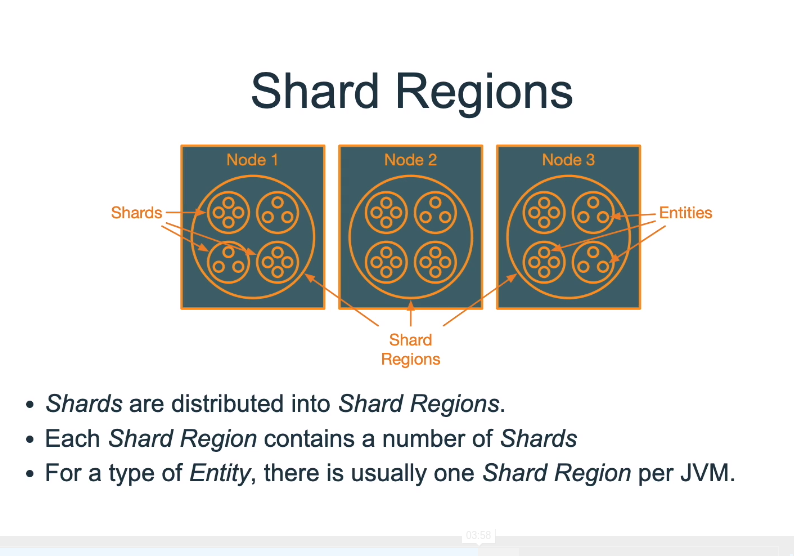 Shard Regions
Node 1
Node 2
Node 3
Shards
Entities
Shard
Regions
• Shards are distributed into Shard Regions.
• Each Shard Region contains a number of Shards
• For a type of Entity, there is usually one Shard Region per JVM.
03:58